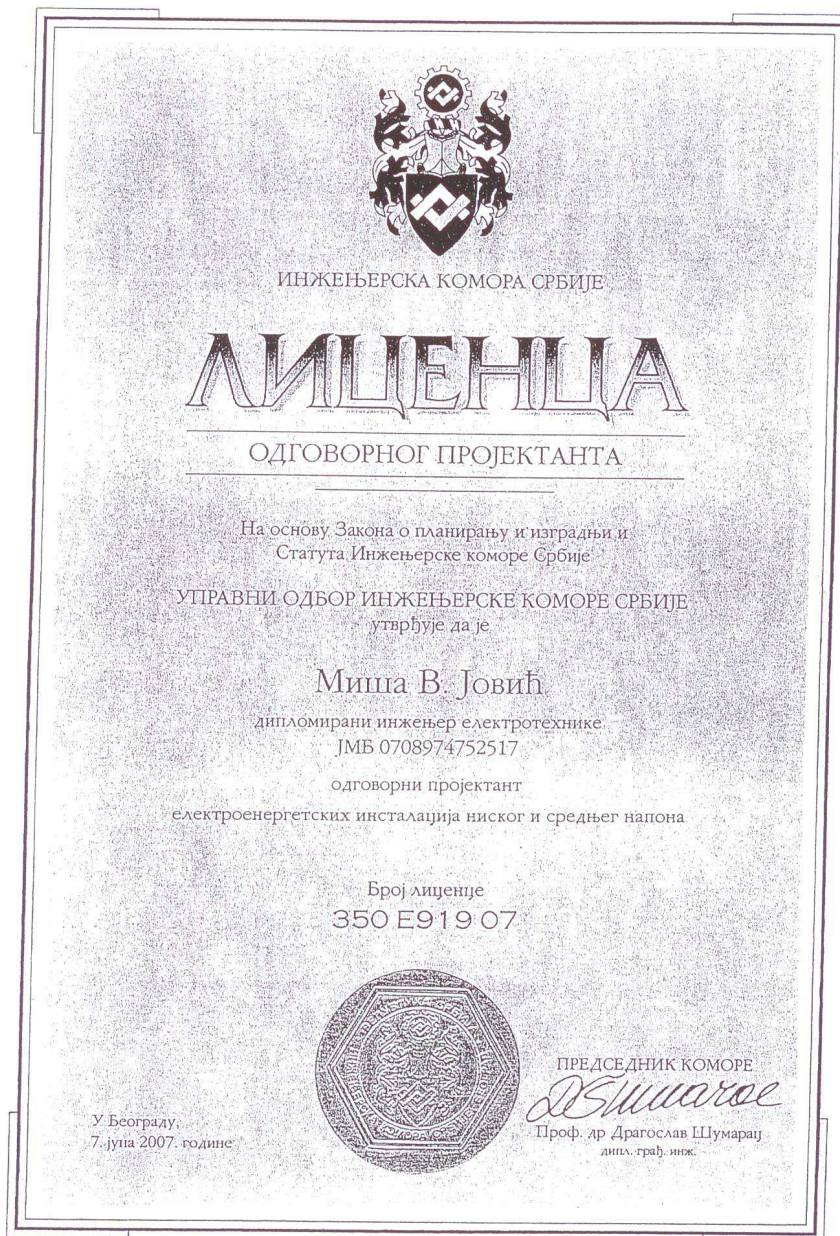 ИНЖЕЊЕРСКА КОМОРА СРБИЈЕ
ЛИЦЕНЦА
ОДГОВОРНОГ ПРОЈЕКТАНТА
На основу Закона о планирању и изградњи и
Статута Инжењерске коморе Србије
УПРАВНИ ОДБОР ИНЖЕЊЕРСКЕ КОМОРЕ СРБИЈЕ
утврђује да је
Миша В. Јовић
дипломирани инжењер електротехнике
ЈМБ 0708974752517
одговорни пројектант
електроенергетских инсталација ниског и средњег напона
Број лиценце
350 E919 07
У Београду,
7. јуна 2007. године
ПРЕДСЕДНИК КОМОРЕ
Проф. др Драгослав Шумарац
дипл. грађ. инж.